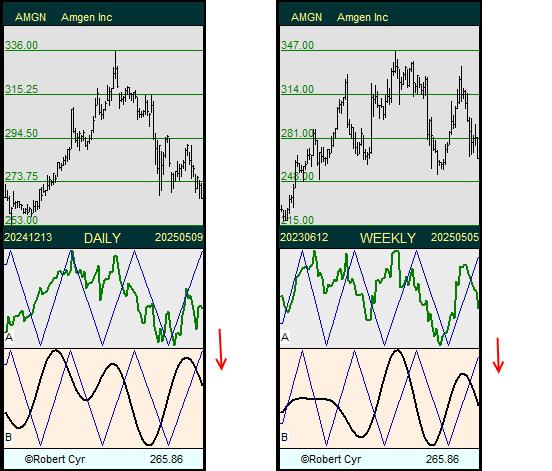 AMGN Amgen Inc
336.00
315.25
294.50
273.75
253.00
20241213 DAILY 20250509
A
B
©Robert Cyr 265.86
AMGN Amgen Inc
347.00
314.00
281.00
248.00
215.00
20230612 WEEKLY 20250505
A
B
©Robert Cyr 265.86